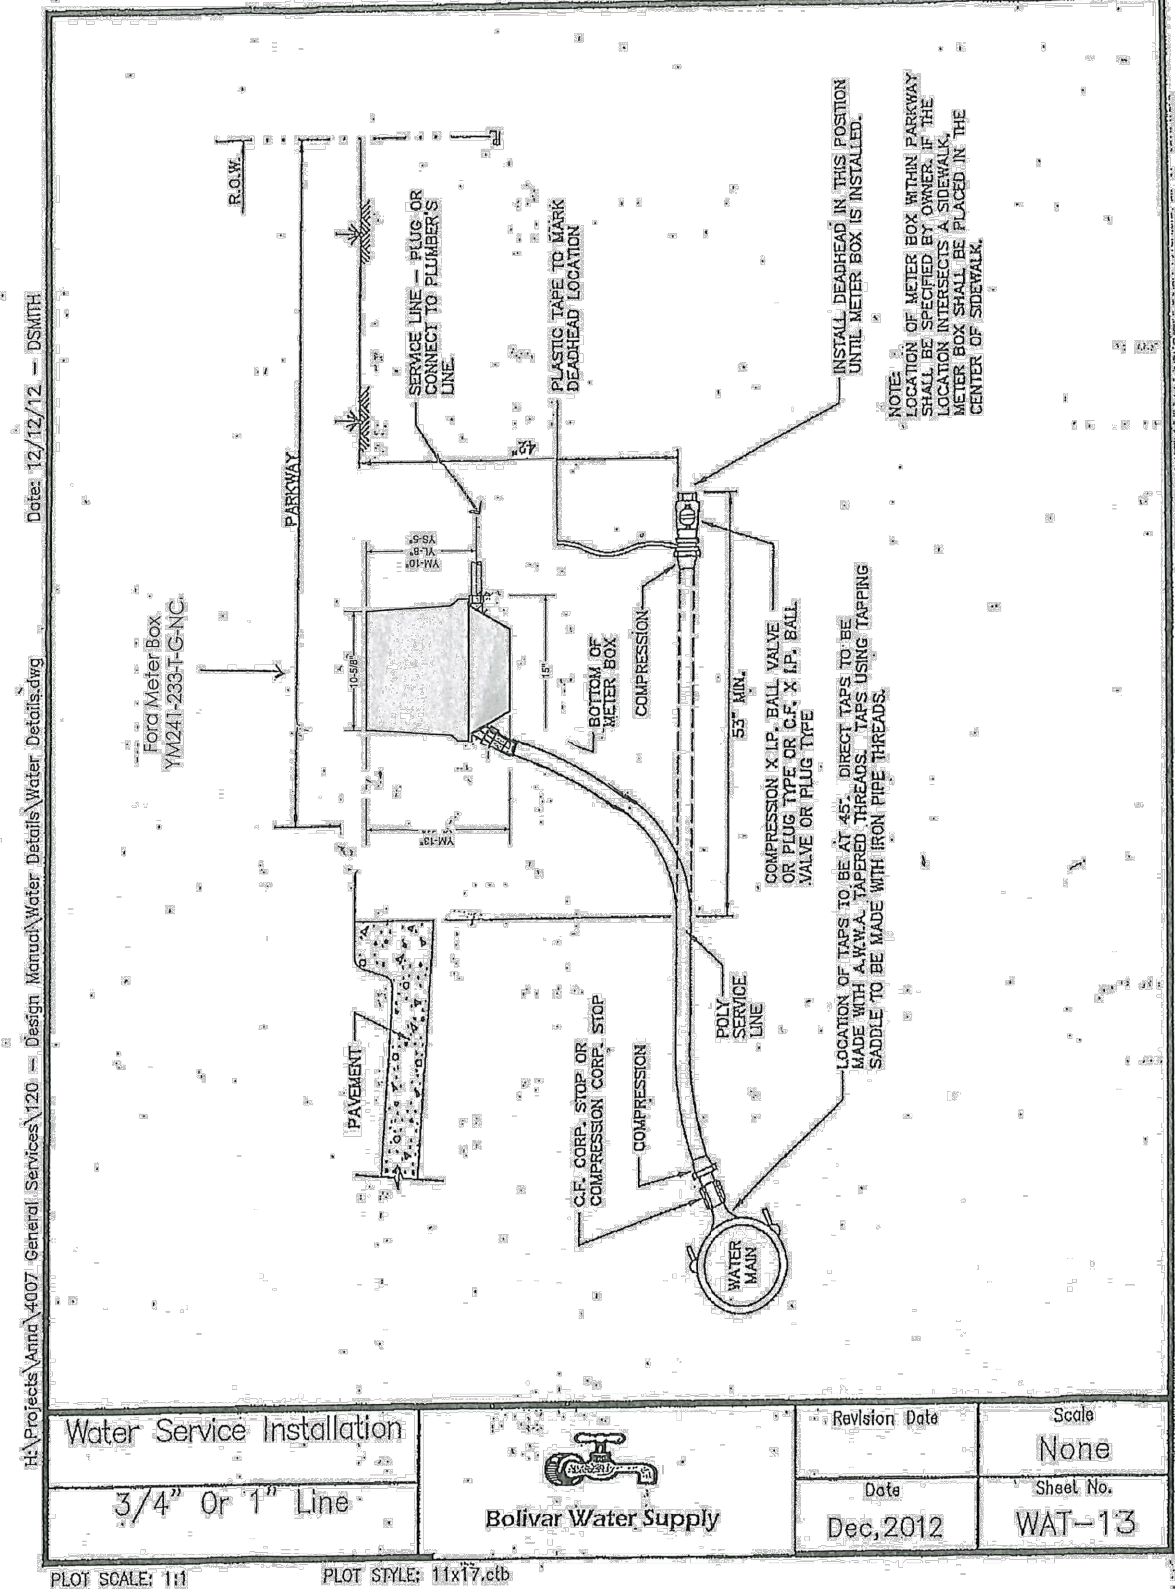 H:\Projects\Anna\4007 General Services\120 — Design Manual\Water Details\Water Details.dwg
Date: 12/12/12 — DSMITH
R.O.W.
PARKWAY
Ford Meter Box
YM241-233-T-G-NC
SERVICE LINE — PLUG OR
CONNECT TO PLUMBER'S
LINE.
PLASTIC TAPE TO MARK
DEADHEAD LOCATION
INSTALL DEADHEAD IN THIS POSITION
UNTIL METER BOX IS INSTALLED.
NOTE:
LOCATION OF METER BOX WITHIN PARKWAY
SHALL BE SPECIFIED BY OWNER. IF THE
LOCATION INTERSECTS A SIDEWALK,
METER BOX SHALL BE PLACED IN THE
CENTER OF SIDEWALK.
42"
YM-10"
YL-8"
YS-5"
10-5/8"
15"
YM-13"
BOTTOM OF
METER BOX
COMPRESSION
53" MIN.
COMPRESSION X I.P. BALL VALVE
OR PLUG TYPE OR C.F. X I.P. BALL
VALVE OR PLUG TYPE
LOCATION OF TAPS TO BE AT 45°. DIRECT TAPS TO BE
MADE WITH A.W.W.A. TAPERED THREADS. TAPS USING TAPPING
SADDLE TO BE MADE WITH IRON PIPE THREADS.
PAVEMENT
POLY
SERVICE
LINE
C.F. CORP. STOP OR
COMPRESSION CORP. STOP
COMPRESSION
WATER
MAIN
Water Service Installation
3/4" Or 1" Line
Bolivar Water Supply
Revision Date
Scale
None
Date
Dec,2012
Sheet No.
WAT-13
PLOT SCALE: 1:1
PLOT STYLE: 11x17.ctb